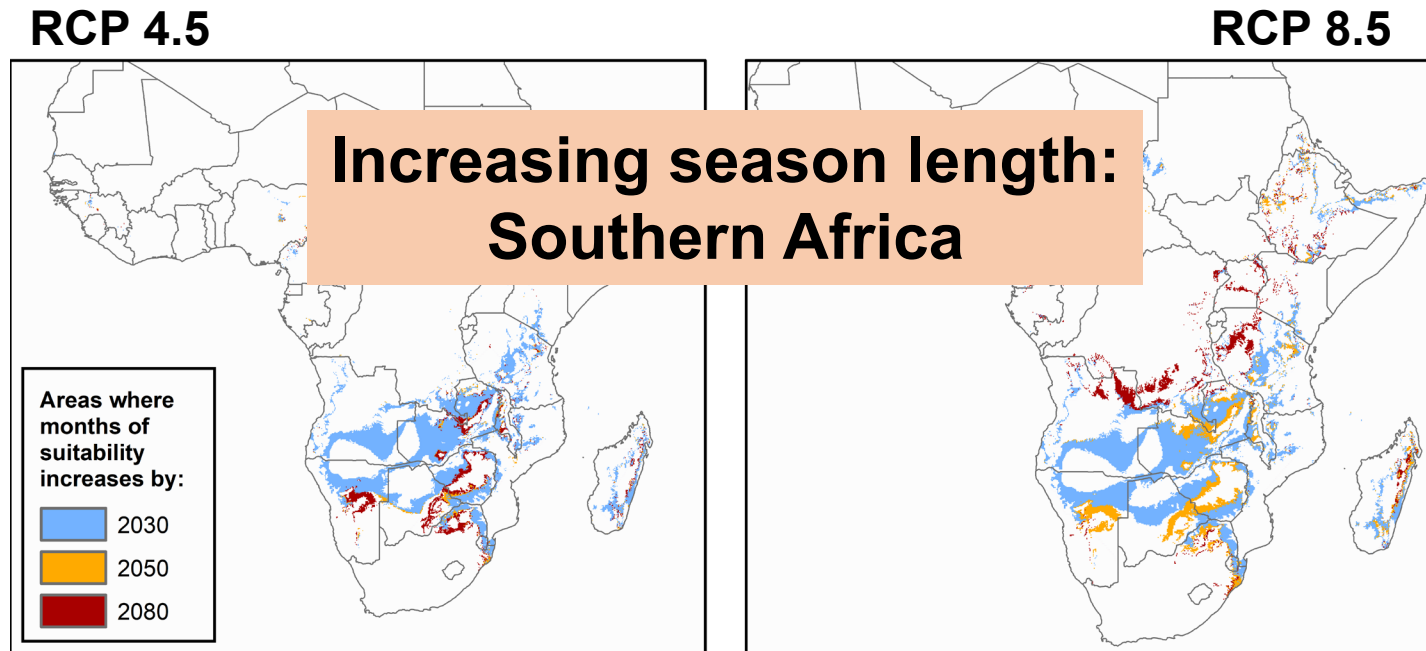 RCP 4.5
RCP 8.5
Increasing season length:
Southern Africa
Areas where
months of
suitability
increases by:
2030
2050
2080